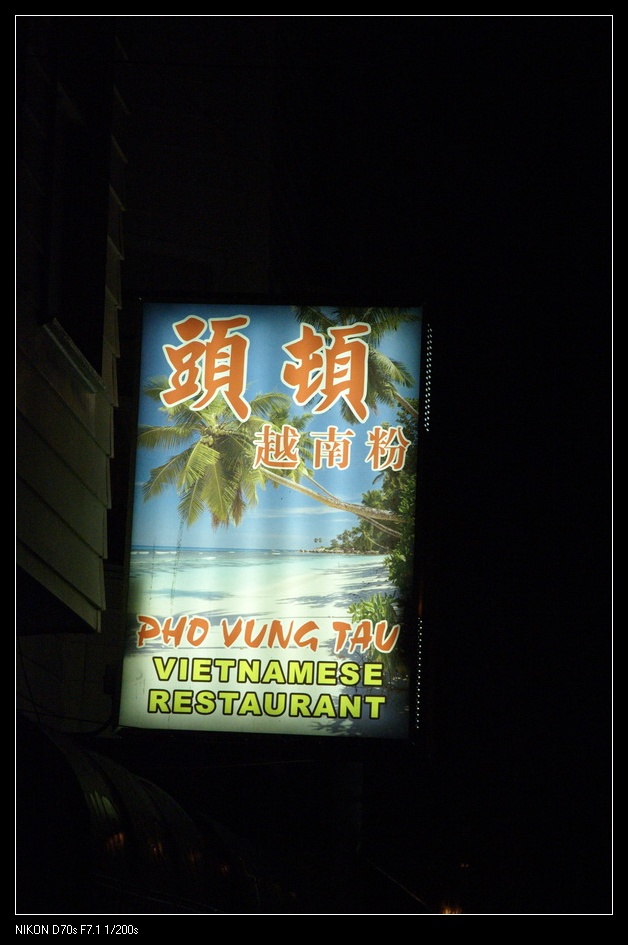 頭頓
越南粉
PHO VUNG TAU
VIETNAMESE
RESTAURANT
NIKON D70s F7.1 1/200s